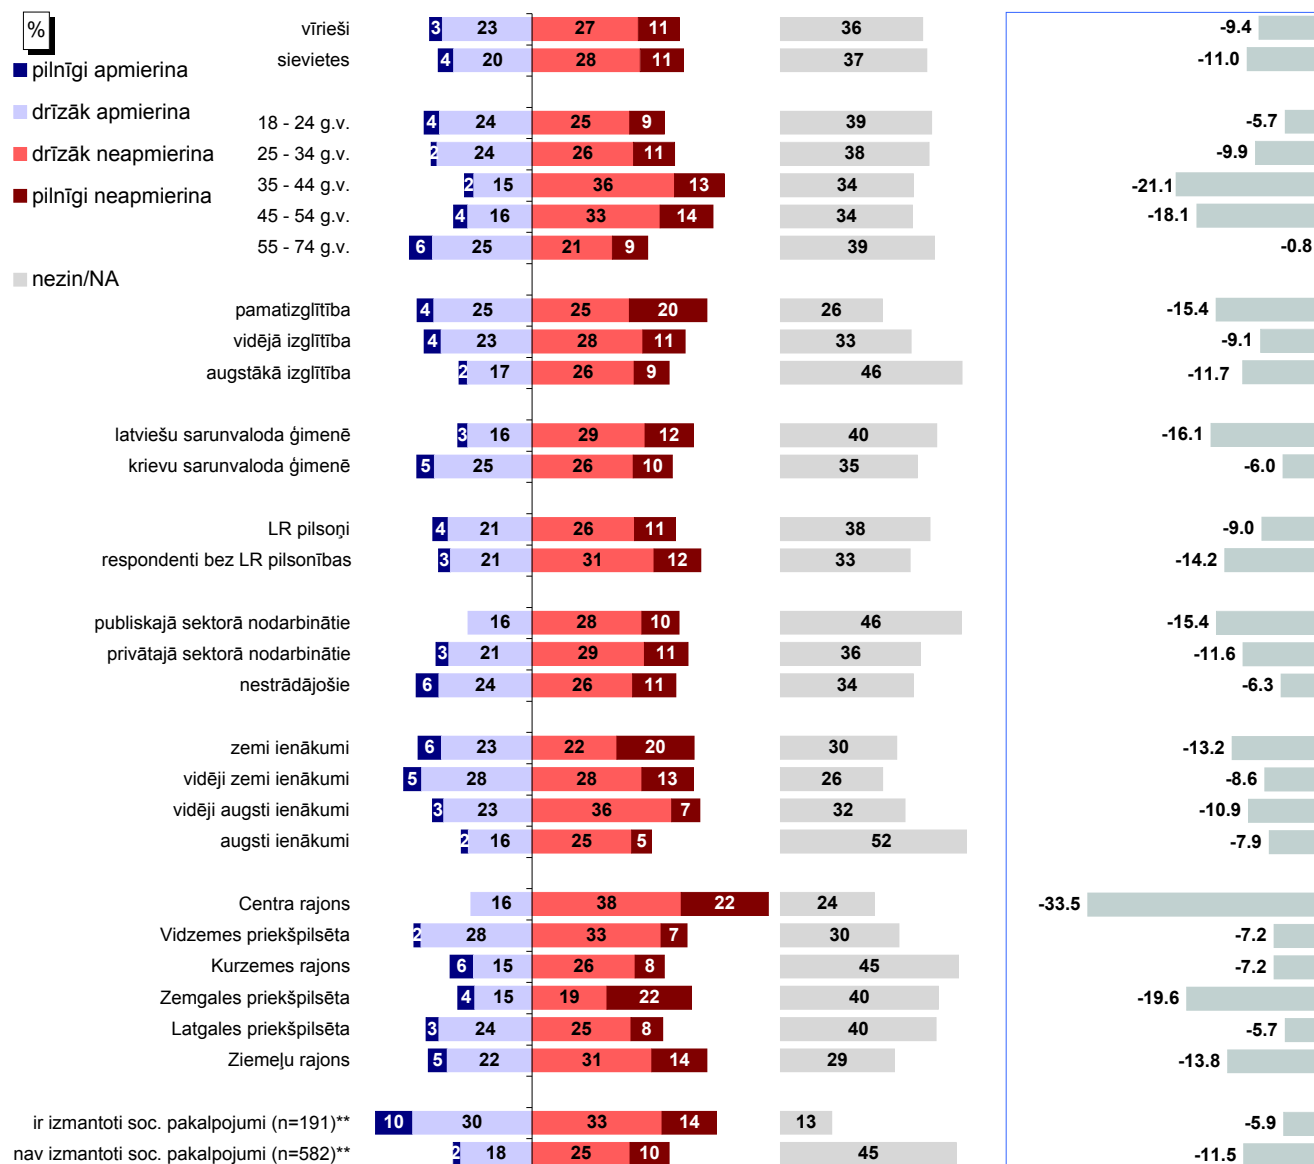 %
pilnīgi apmierina
drīzāk apmierina
drīzāk neapmierina
pilnīgi neapmierina
nezin/NA
vīrieši 3 23 27 11 36 -9.4
sievietes 4 20 28 11 37 -11.0
18 - 24 g.v. 4 24 25 9 39 -5.7
25 - 34 g.v. 2 24 26 11 38 -9.9
35 - 44 g.v. 2 15 36 13 34 -21.1
45 - 54 g.v. 4 16 33 14 34 -18.1
55 - 74 g.v. 6 25 21 9 39 -0.8
pamatizglītība 4 25 25 20 26 -15.4
vidējā izglītība 4 23 28 11 33 -9.1
augstākā izglītība 2 17 26 9 46 -11.7
latviešu sarunvaloda ģimenē 3 16 29 12 40 -16.1
krievu sarunvaloda ģimenē 5 25 26 10 35 -6.0
LR pilsoņi 4 21 26 11 38 -9.0
respondenti bez LR pilsonības 3 21 31 12 33 -14.2
publiskajā sektorā nodarbinātie 16 28 10 46 -15.4
privātajā sektorā nodarbinātie 3 21 29 11 36 -11.6
nestrādājošie 6 24 26 11 34 -6.3
zemi ienākumi 6 23 22 20 30 -13.2
vidēji zemi ienākumi 5 28 28 13 26 -8.6
vidēji augsti ienākumi 3 23 36 7 32 -10.9
augsti ienākumi 2 16 25 5 52 -7.9
Centra rajons 16 38 22 24 -33.5
Vidzemes priekšpilsēta 2 28 33 7 30 -7.2
Kurzemes rajons 6 15 26 8 45 -7.2
Zemgales priekšpilsēta 4 15 19 22 40 -19.6
Latgales priekšpilsēta 3 24 25 8 40 -5.7
Ziemeļu rajons 5 22 31 14 29 -13.8
ir izmantoti soc. pakalpojumi (n=191)** 10 30 33 14 13 -5.9
nav izmantoti soc. pakalpojumi (n=582)** 2 18 25 10 45 -11.5